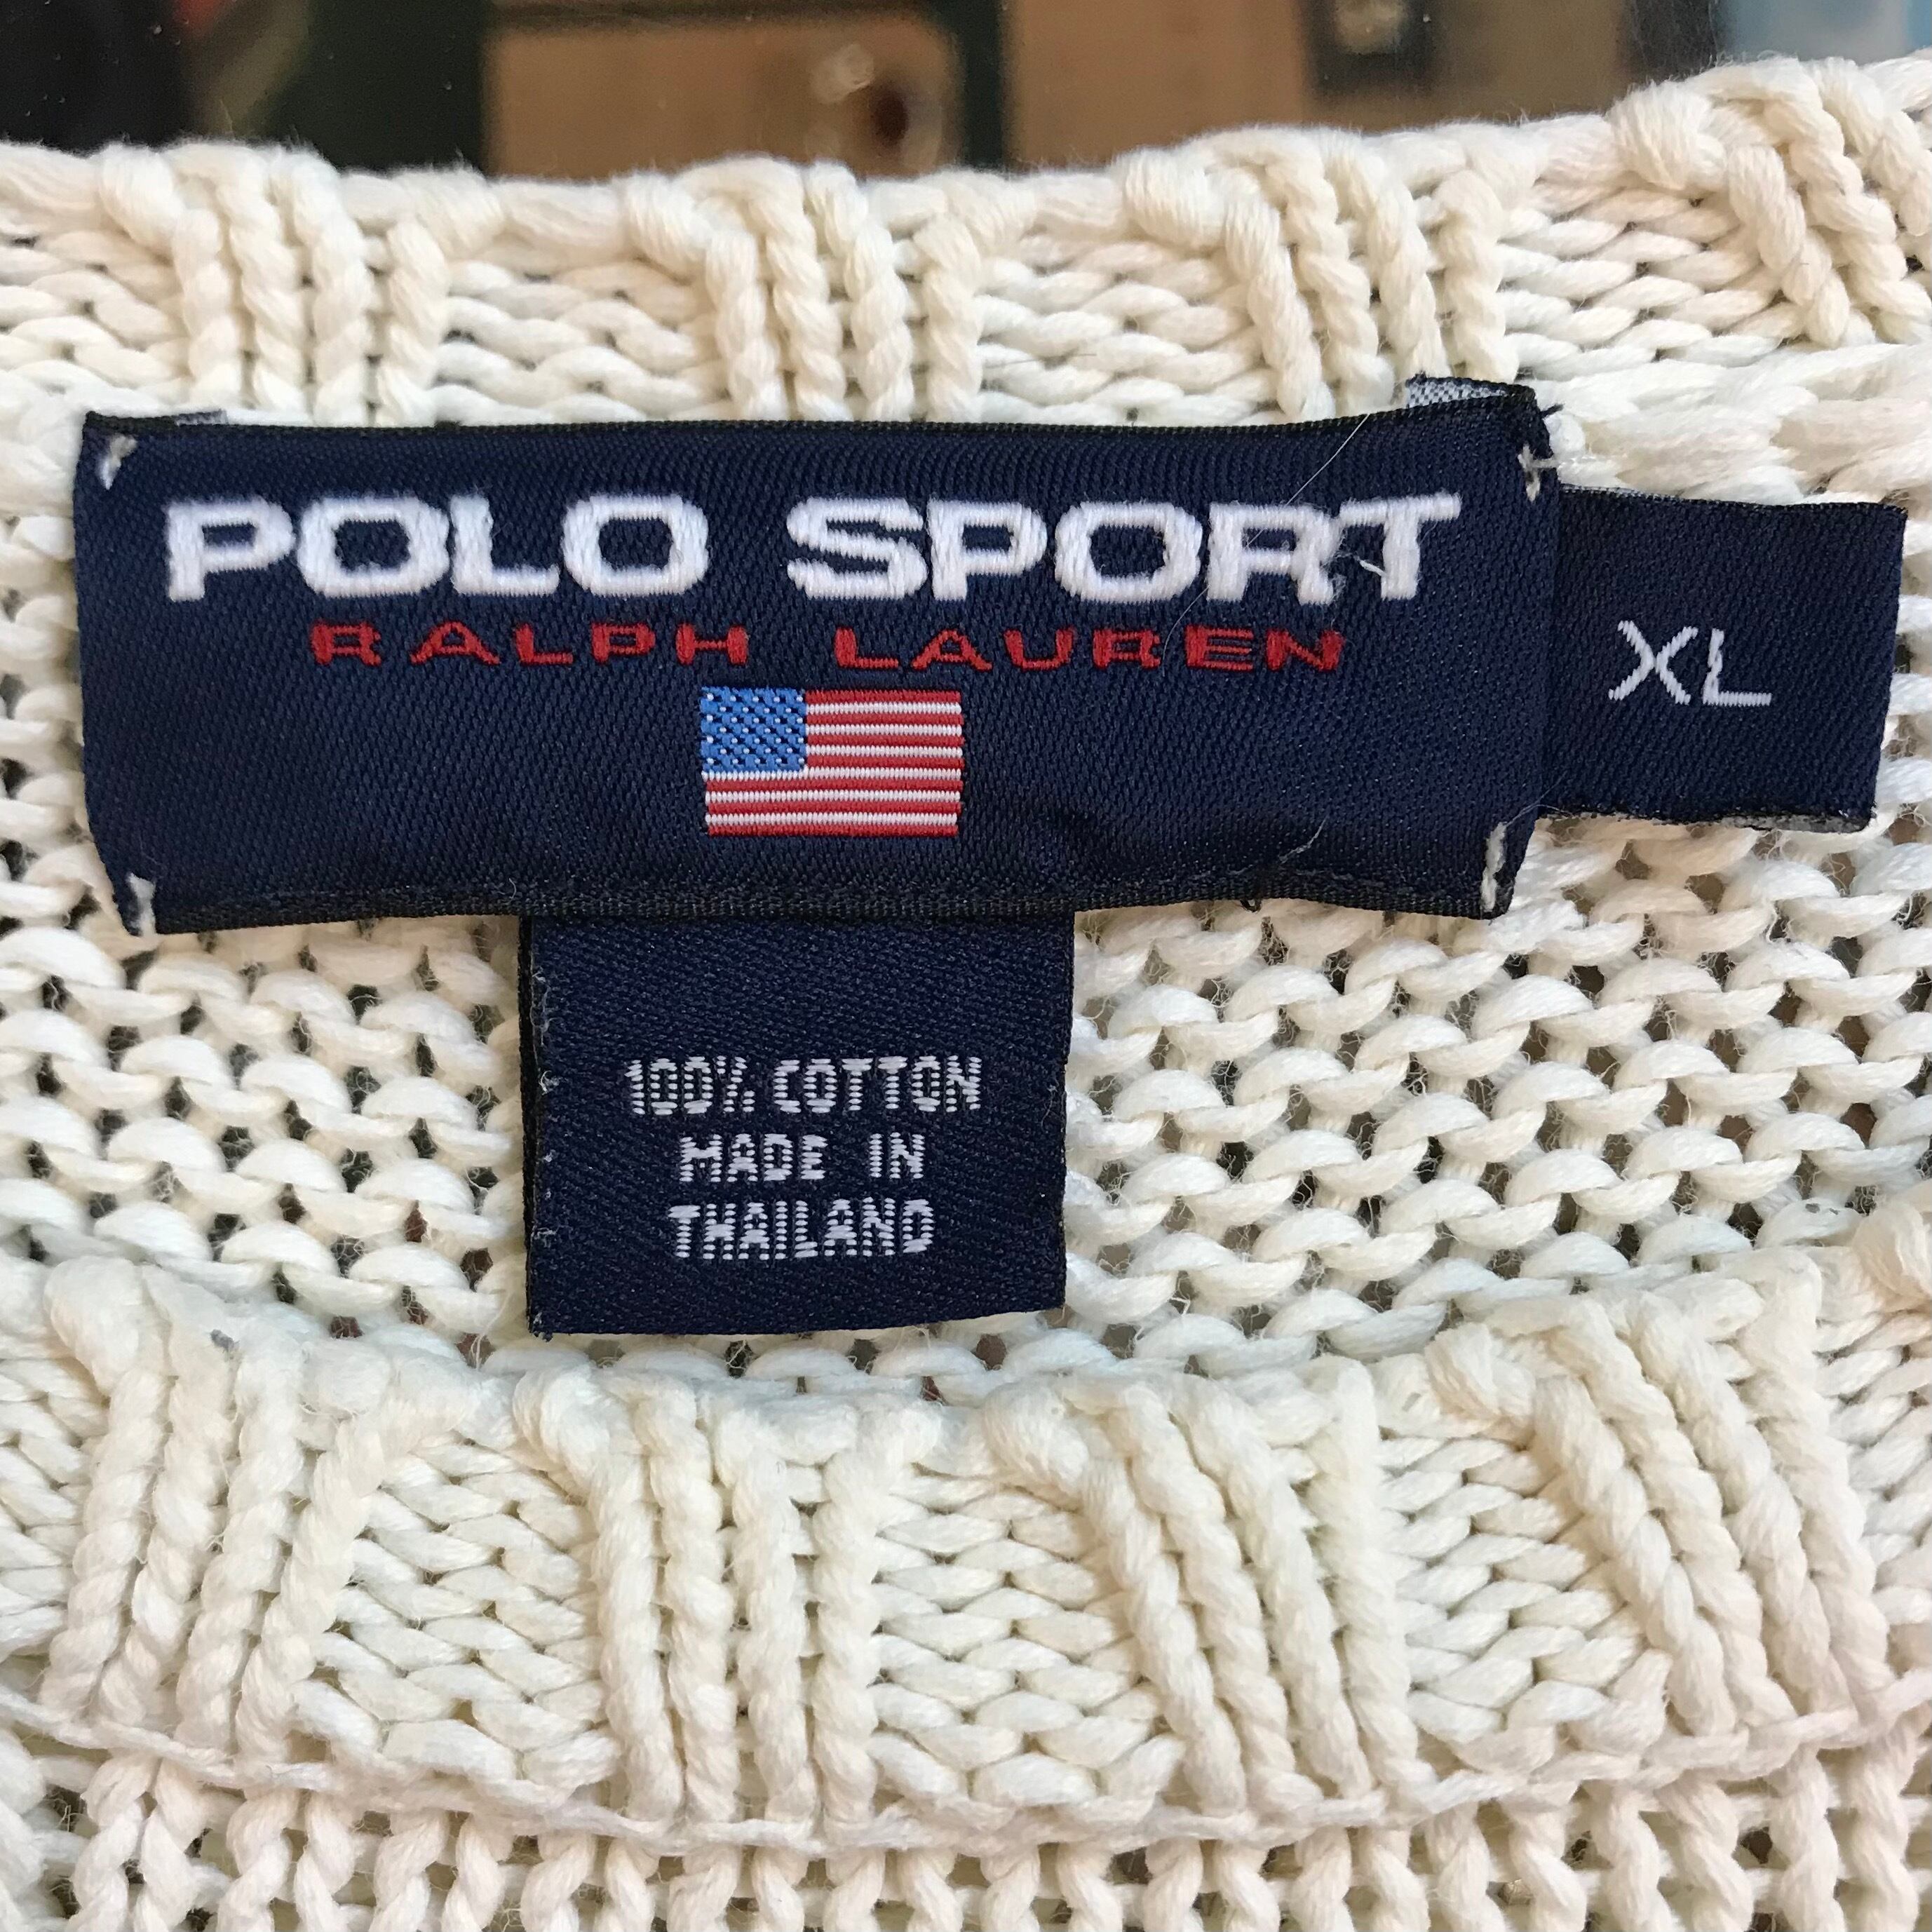 POLO SPORT
RALPH LAUREN
XL
100% COTTON
MADE IN
THAILAND